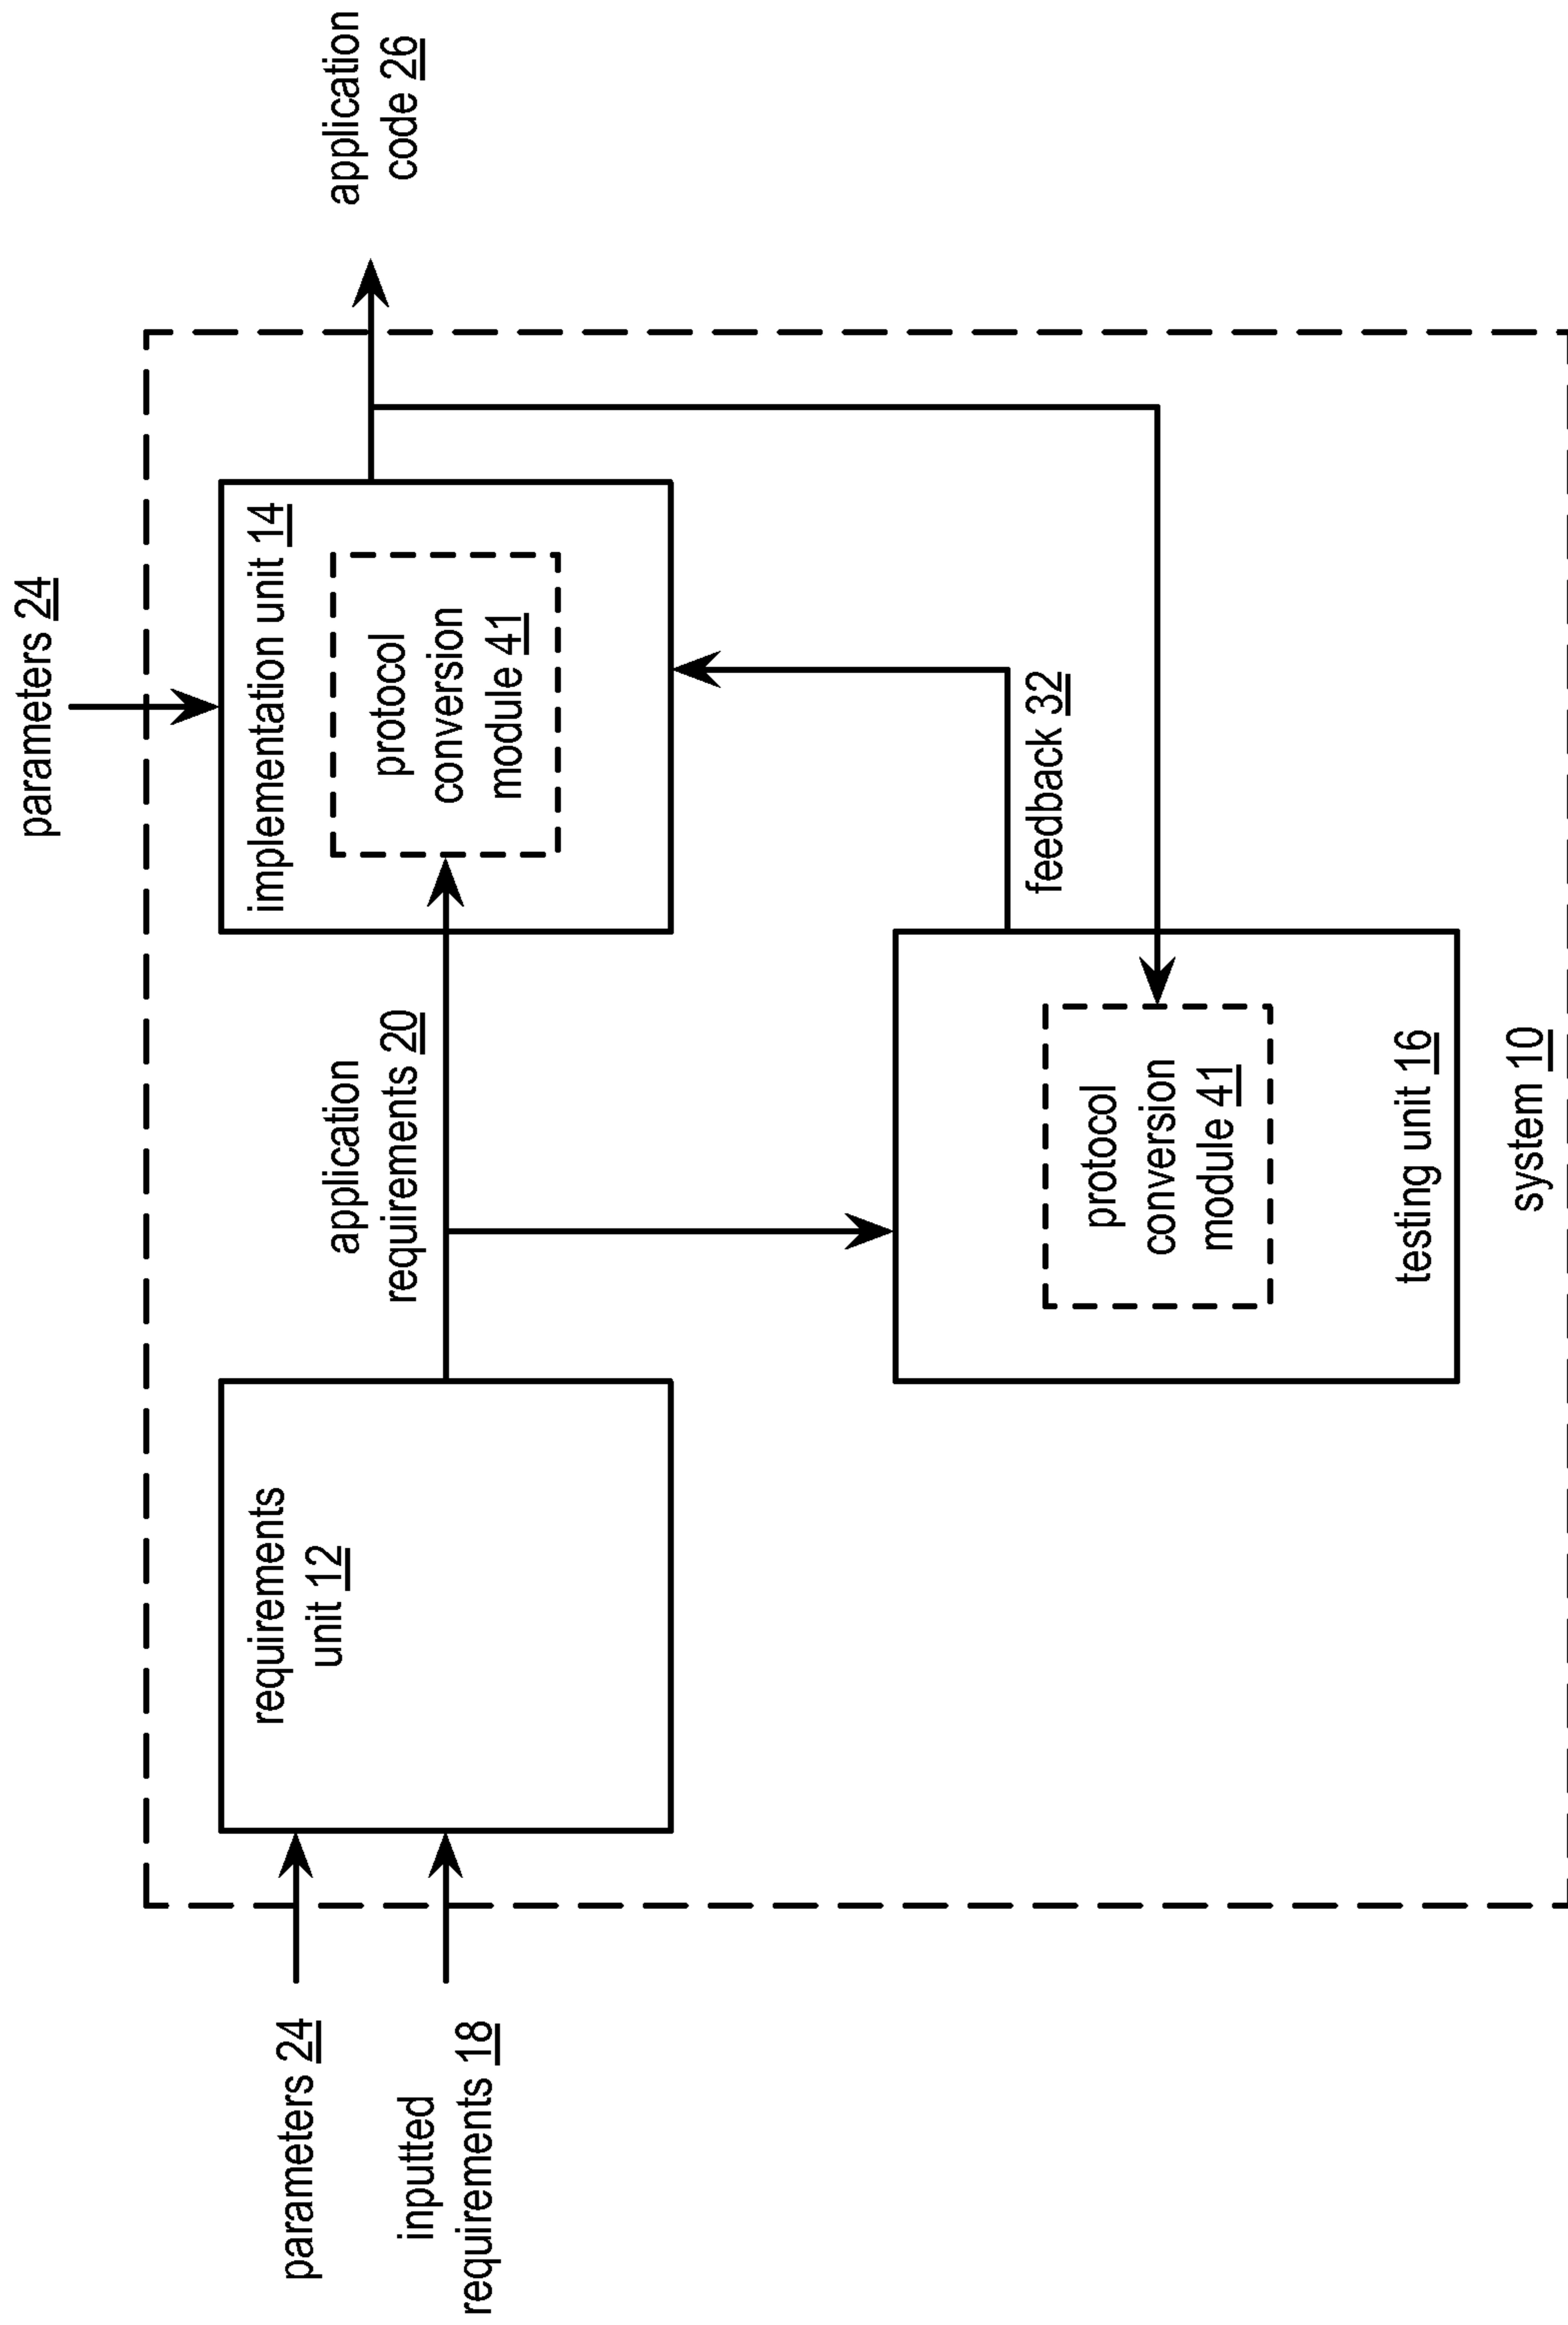 parameters 24
application
code 26
implementation unit 14
protocol
conversion
module 41
parameters 24
inputted
requirements 18
requirements
unit 12
application
requirements 20
feedback 32
protocol
conversion
module 41
testing unit 16
system 10